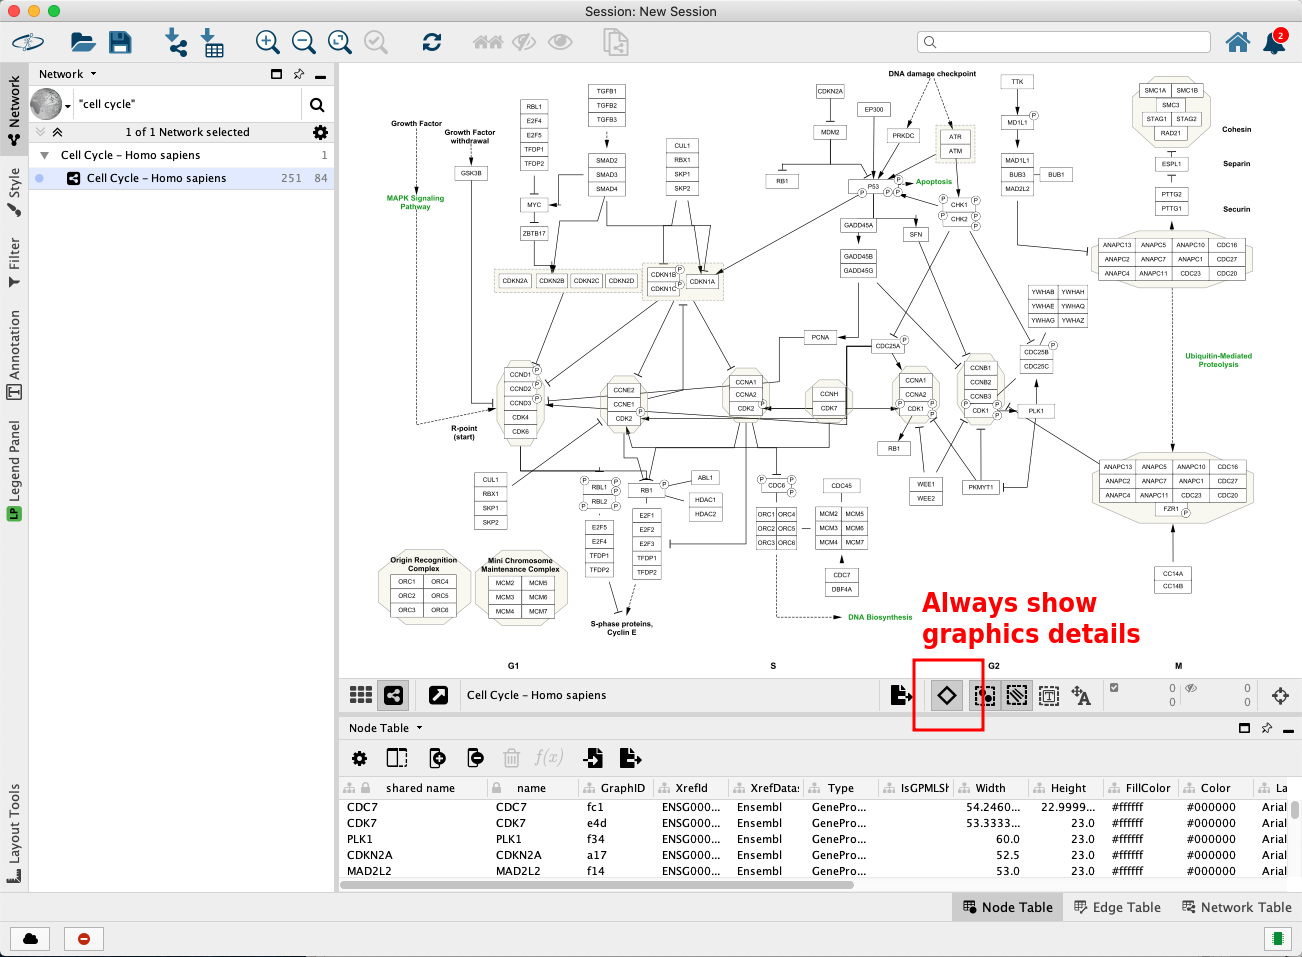 Session: New Session
2
Network
"cell cycle"
1 of 1 Network selected
Cell Cycle – Homo sapiens 1
Cell Cycle – Homo sapiens 251 84
Network
Style
Filter
Annotation
Legend Panel
LP
Layout Tools
Growth Factor
Growth Factor
withdrawal
GSK3B
MAPK Signaling
Pathway
RBL1
E2F4
E2F5
TFDP1
TFDP2
MYC
ZBTB17
TGFB1
TGFB2
TGFB3
SMAD2
SMAD3
SMAD4
CUL1
RBX1
SKP1
SKP2
CDKN2A
MDM2
RB1
EP300
DNA damage checkpoint
PRKDC
ATR
ATM
P53
Apoptosis
CHK1
CHK2
GADD45A
SFN
GADD45B
GADD45G
TTK
MD1L1
MAD1L1
BUB3
MAD2L2
BUB1
SMC1A SMC1B
SMC3
STAG1 STAG2
RAD21
Cohesin
ESPL1
Separin
PTTG2
PTTG1
Securin
ANAPC13 ANAPC5 ANAPC10 CDC16
ANAPC2 ANAPC7 ANAPC1 CDC27
ANAPC4 ANAPC11 CDC23 CDC20
CDKN2A CDKN2B CDKN2C CDKN2D
CDKN1B
CDKN1C
CDKN1A
YWHAB YWHAH
YWHAE YWHAQ
YWHAG YWHAZ
PCNA
CDC25A
CDC25B
CDC25C
Ubiquitin-Mediated
Proteolysis
CCND1
CCND2
CCND3
CDK4
CDK6
CCNE2
CCNE1
CDK2
CCNA1
CCNA2
CDK2
CCNH
CDK7
CCNA1
CCNA2
CDK1
CCNB1
CCNB2
CCNB3
CDK1
PLK1
R-point
(start)
RB1
WEE1
WEE2
PKMYT1
CUL1
RBX1
SKP1
SKP2
RBL1
RBL2
RB1
ABL1
HDAC1
HDAC2
E2F5
E2F4
TFDP1
TFDP2
E2F1
E2F2
E2F3
TFDP1
TFDP2
CDC6
ORC1 ORC4
ORC2 ORC5
ORC3 ORC6
CDC45
MCM2 MCM5
MCM3 MCM6
MCM4 MCM7
CDC7
DBF4A
ANAPC13 ANAPC5 ANAPC10 CDC16
ANAPC2 ANAPC7 ANAPC1 CDC27
ANAPC4 ANAPC11 CDC23 CDC20
FZR1
CC14A
CC14B
Origin Recognition
Complex
ORC1 ORC4
ORC2 ORC5
ORC3 ORC6
Mini Chromosome
Maintenance Complex
MCM2 MCM5
MCM3 MCM6
MCM4 MCM7
S-phase proteins,
Cyclin E
DNA Biosynthesis
Always show
graphics details
G1 S G2 M
Cell Cycle – Homo sapiens
0 0
0 0
Node Table
f(x)
shared name name GraphID XrefId XrefData: Type IsGPMLSh Width Height FillColor Color La
CDC7 CDC7 fc1 ENSG000... Ensembl GenePro... 54.2460... 22.9999... #ffffff #000000 Arial
CDK7 CDK7 e4d ENSG000... Ensembl GenePro... 53.3333... 23.0 #ffffff #000000 Arial
PLK1 PLK1 f34 ENSG000... Ensembl GenePro... 60.0 23.0 #ffffff #000000 Arial
CDKN2A CDKN2A a17 ENSG000... Ensembl GenePro... 52.5 23.0 #ffffff #000000 Arial
MAD2L2 MAD2L2 f14 ENSG000... Ensembl GenePro... 53.0 23.0 #ffffff #000000 Arial
Node Table Edge Table Network Table